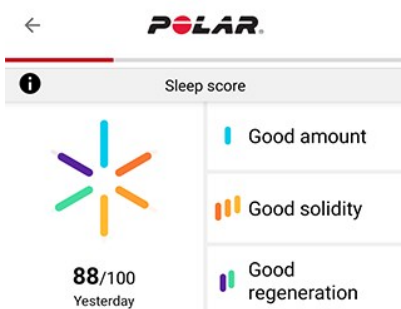 POLAR.
Sleep score
Good amount
Good solidity
Good
regeneration
88/100
Yesterday